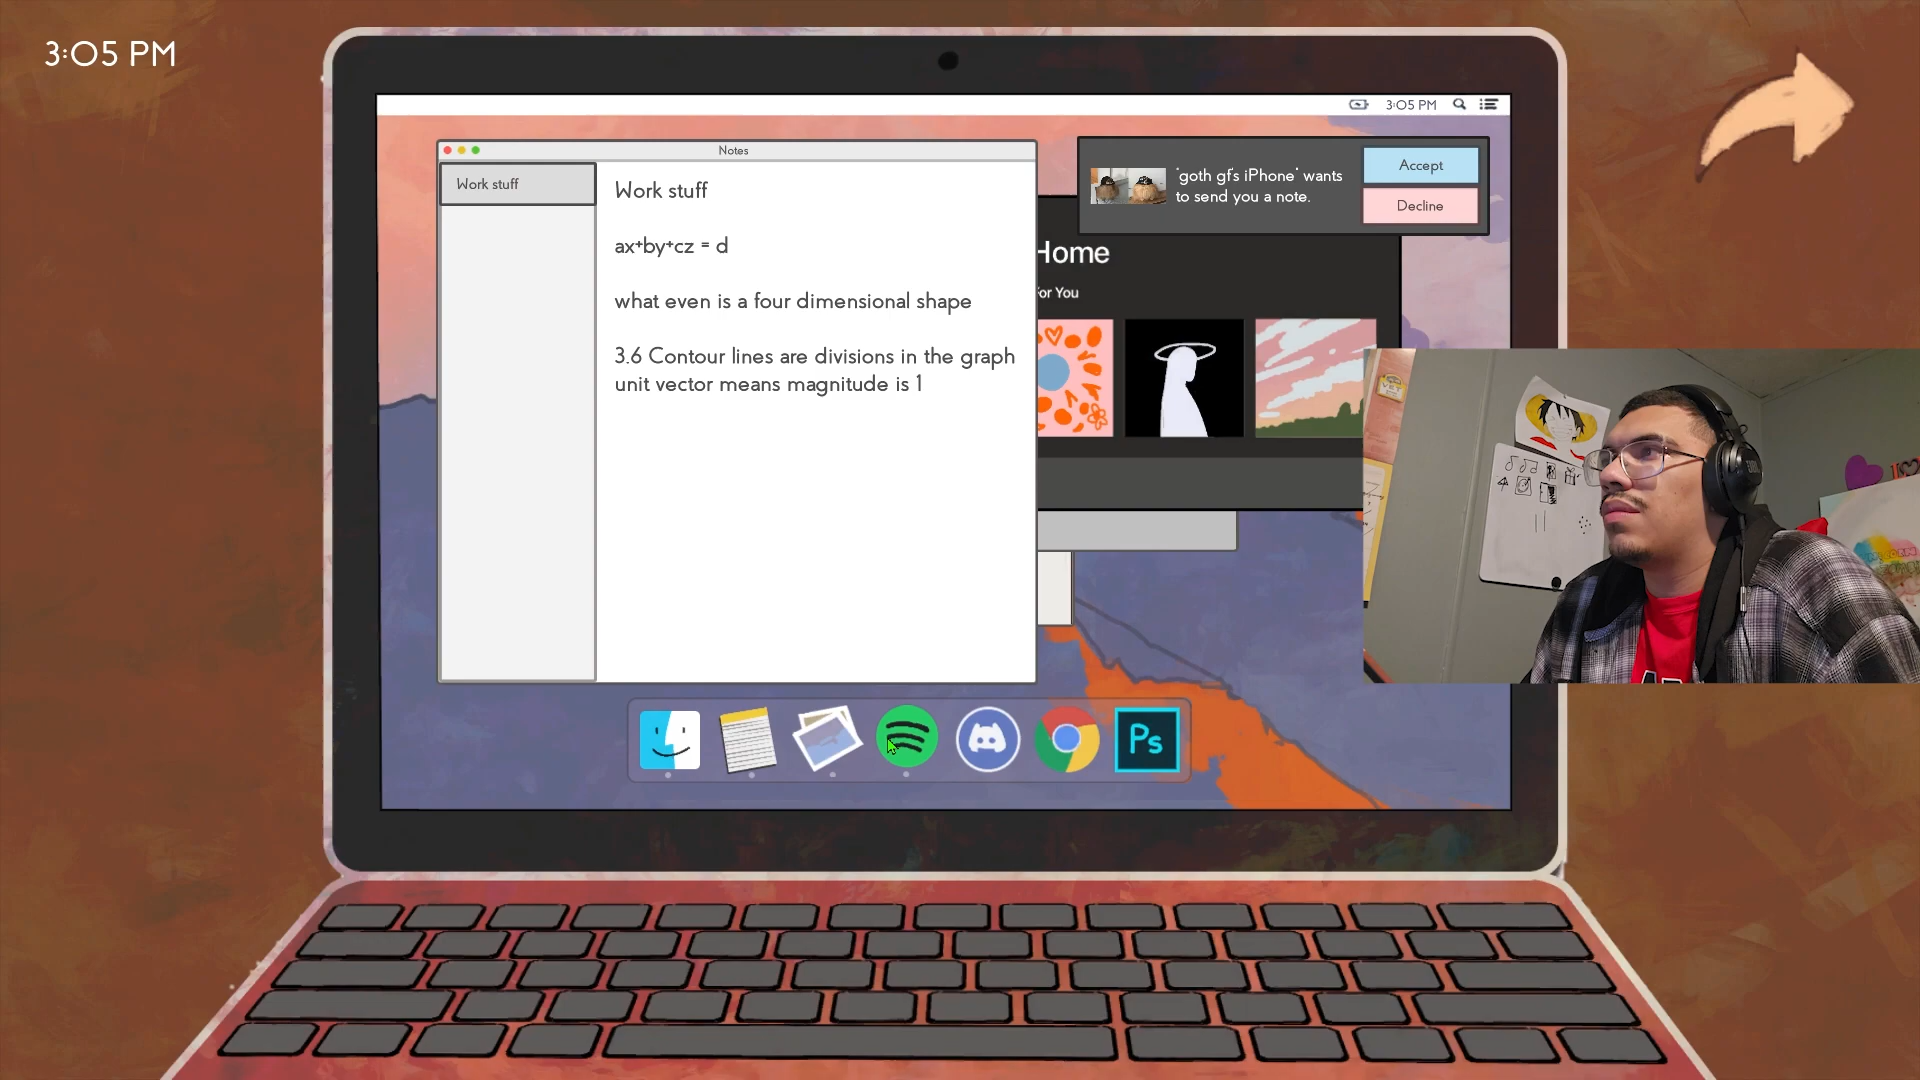 3:05 PM
3:05 PM
Notes
Work stuff
Work stuff
ax+by+cz = d
what even is a four dimensional shape
3.6 Contour lines are divisions in the graph
unit vector means magnitude is 1
"goth gf's iPhone" wants
to send you a note.
Accept
Decline
Home
For You
Ps